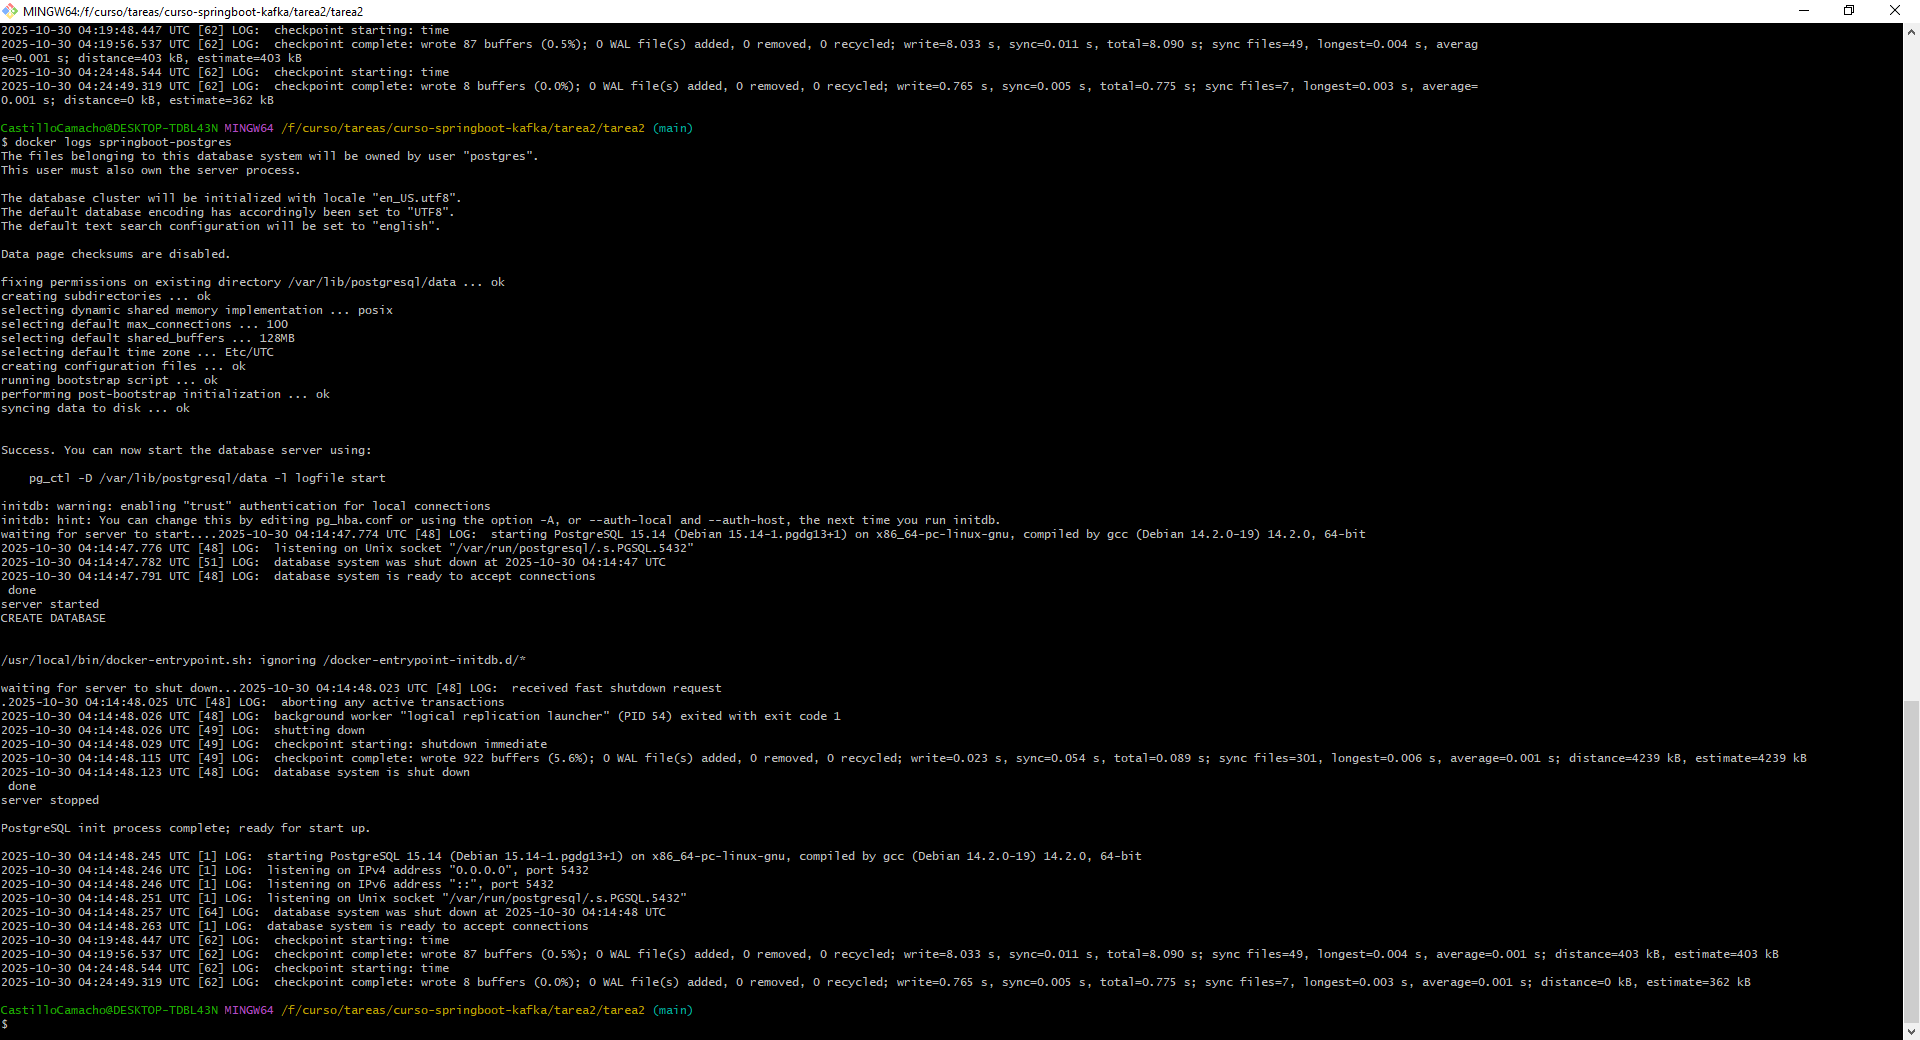 MINGW64:/f/curso/tareas/curso-springboot-kafka/tarea2/tarea2
2025-10-30 04:19:48.447 UTC [62] LOG:  checkpoint starting: time
2025-10-30 04:19:56.537 UTC [62] LOG:  checkpoint complete: wrote 87 buffers (0.5%); 0 WAL file(s) added, 0 removed, 0 recycled; write=8.033 s, sync=0.011 s, total=8.090 s; sync files=49, longest=0.004 s, averag
e=0.001 s; distance=403 kB, estimate=403 kB
2025-10-30 04:24:48.544 UTC [62] LOG:  checkpoint starting: time
2025-10-30 04:24:49.319 UTC [62] LOG:  checkpoint complete: wrote 8 buffers (0.0%); 0 WAL file(s) added, 0 removed, 0 recycled; write=0.765 s, sync=0.005 s, total=0.775 s; sync files=7, longest=0.003 s, average=
0.001 s; distance=0 kB, estimate=362 kB
CastilloCamacho@DESKTOP-TDBL43N MINGW64 /f/curso/tareas/curso-springboot-kafka/tarea2/tarea2 (main)
$ docker logs springboot-postgres
The files belonging to this database system will be owned by user "postgres".
This user must also own the server process.
The database cluster will be initialized with locale "en_US.utf8".
The default database encoding has accordingly been set to "UTF8".
The default text search configuration will be set to "english".
Data page checksums are disabled.
fixing permissions on existing directory /var/lib/postgresql/data ... ok
creating subdirectories ... ok
selecting dynamic shared memory implementation ... posix
selecting default max_connections ... 100
selecting default shared_buffers ... 128MB
selecting default time zone ... Etc/UTC
creating configuration files ... ok
running bootstrap script ... ok
performing post-bootstrap initialization ... ok
syncing data to disk ... ok
Success. You can now start the database server using:
    pg_ctl -D /var/lib/postgresql/data -l logfile start
initdb: warning: enabling "trust" authentication for local connections
initdb: hint: You can change this by editing pg_hba.conf or using the option -A, or --auth-local and --auth-host, the next time you run initdb.
waiting for server to start....2025-10-30 04:14:47.774 UTC [48] LOG:  starting PostgreSQL 15.14 (Debian 15.14-1.pgdg13+1) on x86_64-pc-linux-gnu, compiled by gcc (Debian 14.2.0-19) 14.2.0, 64-bit
2025-10-30 04:14:47.776 UTC [48] LOG:  listening on Unix socket "/var/run/postgresql/.s.PGSQL.5432"
2025-10-30 04:14:47.782 UTC [51] LOG:  database system was shut down at 2025-10-30 04:14:47 UTC
2025-10-30 04:14:47.791 UTC [48] LOG:  database system is ready to accept connections
 done
server started
CREATE DATABASE
/usr/local/bin/docker-entrypoint.sh: ignoring /docker-entrypoint-initdb.d/*
waiting for server to shut down...2025-10-30 04:14:48.023 UTC [48] LOG:  received fast shutdown request
.2025-10-30 04:14:48.025 UTC [48] LOG:  aborting any active transactions
2025-10-30 04:14:48.026 UTC [48] LOG:  background worker "logical replication launcher" (PID 54) exited with exit code 1
2025-10-30 04:14:48.026 UTC [49] LOG:  shutting down
2025-10-30 04:14:48.029 UTC [49] LOG:  checkpoint starting: shutdown immediate
2025-10-30 04:14:48.115 UTC [49] LOG:  checkpoint complete: wrote 922 buffers (5.6%); 0 WAL file(s) added, 0 removed, 0 recycled; write=0.023 s, sync=0.054 s, total=0.089 s; sync files=301, longest=0.006 s, average=0.001 s; distance=4239 kB, estimate=4239 kB
2025-10-30 04:14:48.123 UTC [48] LOG:  database system is shut down
 done
server stopped
PostgreSQL init process complete; ready for start up.
2025-10-30 04:14:48.245 UTC [1] LOG:  starting PostgreSQL 15.14 (Debian 15.14-1.pgdg13+1) on x86_64-pc-linux-gnu, compiled by gcc (Debian 14.2.0-19) 14.2.0, 64-bit
2025-10-30 04:14:48.246 UTC [1] LOG:  listening on IPv4 address "0.0.0.0", port 5432
2025-10-30 04:14:48.246 UTC [1] LOG:  listening on IPv6 address "::", port 5432
2025-10-30 04:14:48.251 UTC [1] LOG:  listening on Unix socket "/var/run/postgresql/.s.PGSQL.5432"
2025-10-30 04:14:48.257 UTC [64] LOG:  database system was shut down at 2025-10-30 04:14:48 UTC
2025-10-30 04:14:48.263 UTC [1] LOG:  database system is ready to accept connections
2025-10-30 04:19:48.447 UTC [62] LOG:  checkpoint starting: time
2025-10-30 04:19:56.537 UTC [62] LOG:  checkpoint complete: wrote 87 buffers (0.5%); 0 WAL file(s) added, 0 removed, 0 recycled; write=8.033 s, sync=0.011 s, total=8.090 s; sync files=49, longest=0.004 s, average=0.001 s; distance=403 kB, estimate=403 kB
2025-10-30 04:24:48.544 UTC [62] LOG:  checkpoint starting: time
2025-10-30 04:24:49.319 UTC [62] LOG:  checkpoint complete: wrote 8 buffers (0.0%); 0 WAL file(s) added, 0 removed, 0 recycled; write=0.765 s, sync=0.005 s, total=0.775 s; sync files=7, longest=0.003 s, average=0.001 s; distance=0 kB, estimate=362 kB
CastilloCamacho@DESKTOP-TDBL43N MINGW64 /f/curso/tareas/curso-springboot-kafka/tarea2/tarea2 (main)
$